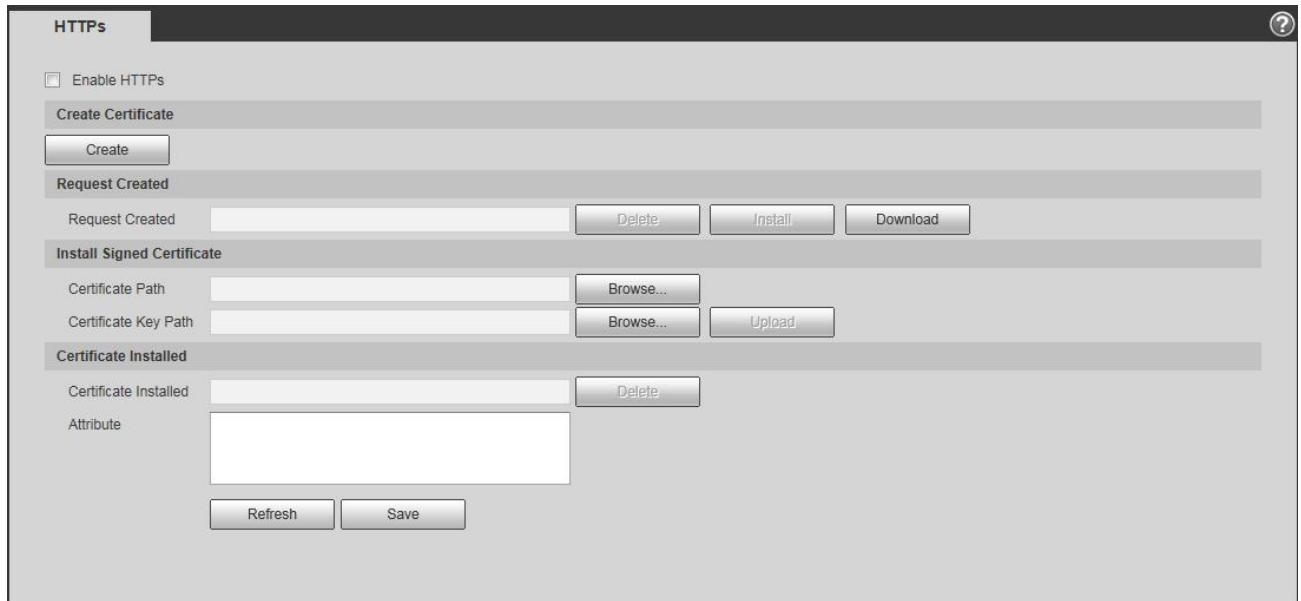 HTTPs
?
Enable HTTPs
Create Certificate
Create
Request Created
Request Created Delete Install Download
Install Signed Certificate
Certificate Path Browse...
Certificate Key Path Browse... Upload
Certificate Installed
Certificate Installed Delete
Attribute
Refresh Save